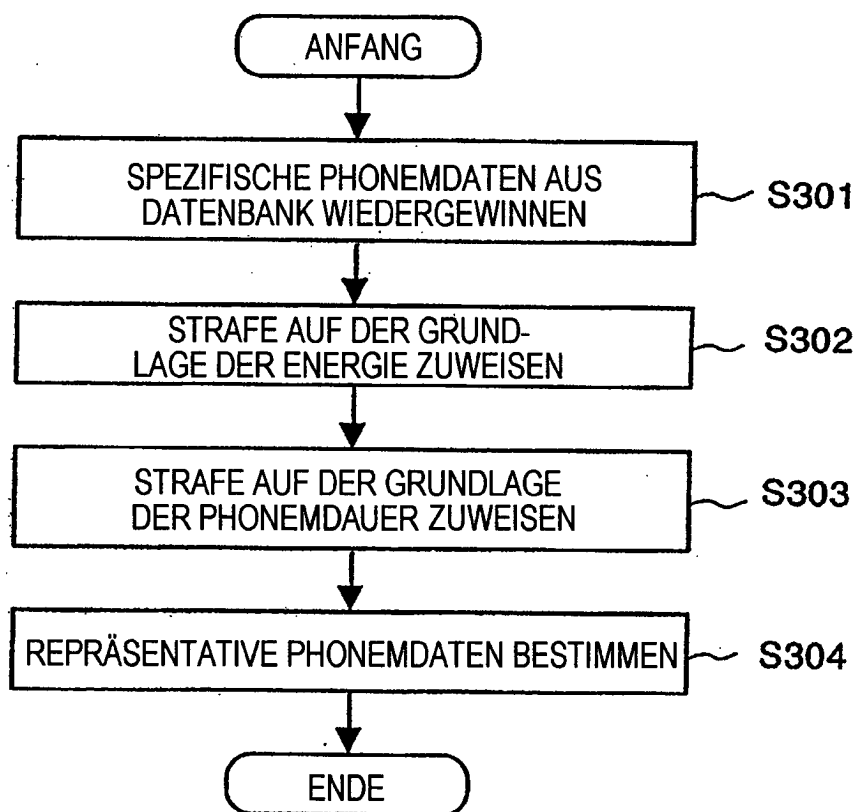 ANFANG
SPEZIFISCHE PHONEMDATEN AUS
DATENBANK WIEDERGEWINNEN
S301
STRAFE AUF DER GRUND-
LAGE DER ENERGIE ZUWEISEN
S302
STRAFE AUF DER GRUNDLAGE
DER PHONEMDAUER ZUWEISEN
S303
REPRÄSENTATIVE PHONEMDATEN BESTIMMEN
S304
ENDE